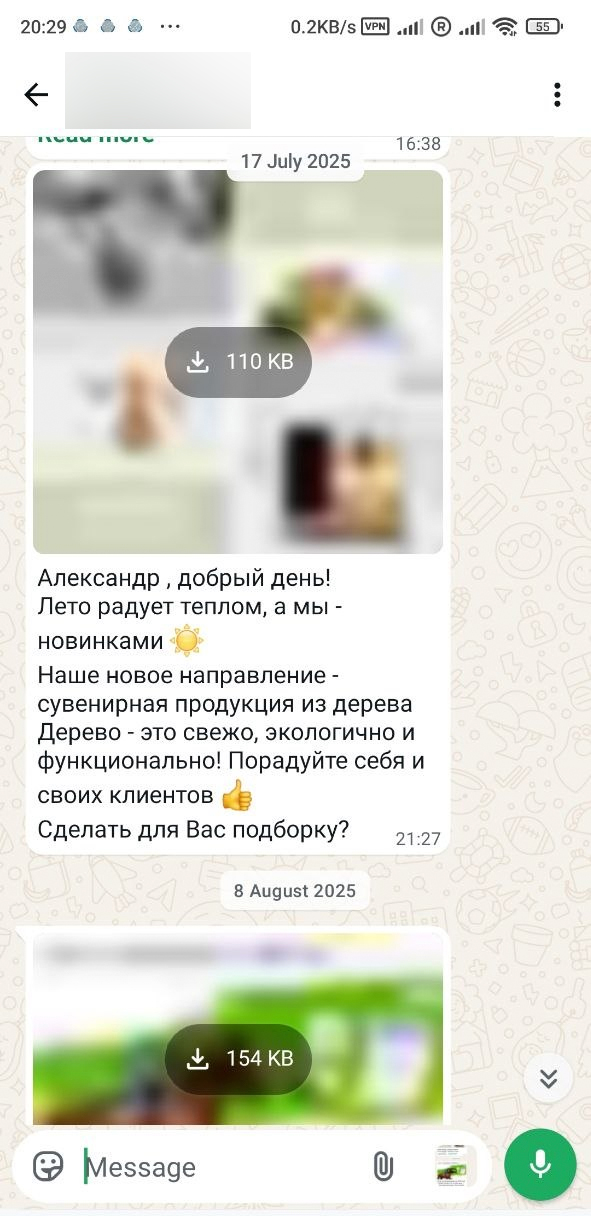 20:29 ... 0.2KB/s VPN R 55
Read more 16:38
17 July 2025
110 KB
Александр , добрый день!
Лето радует теплом, а мы -
новинками ☀️
Наше новое направление -
сувенирная продукция из дерева
Дерево - это свежо, экологично и
функционально! Порадуйте себя и
своих клиентов 👍
Сделать для Вас подборку? 21:27
8 August 2025
154 KB
Message